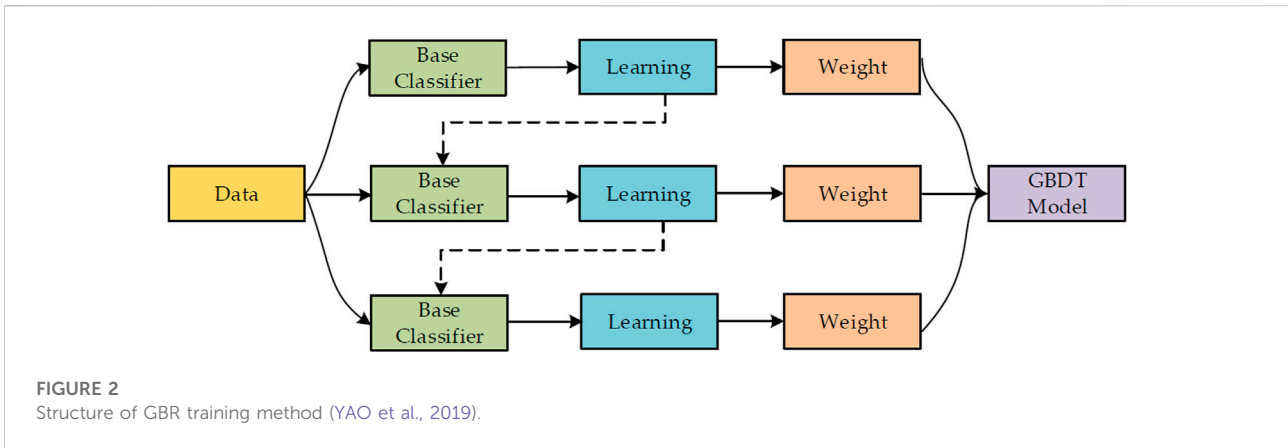 Base
Classifier
Learning
Weight
Data
Base
Classifier
Learning
Weight
GBDT
Model
Base
Classifier
Learning
Weight
FIGURE 2
Structure of GBR training method (YAO et al., 2019).